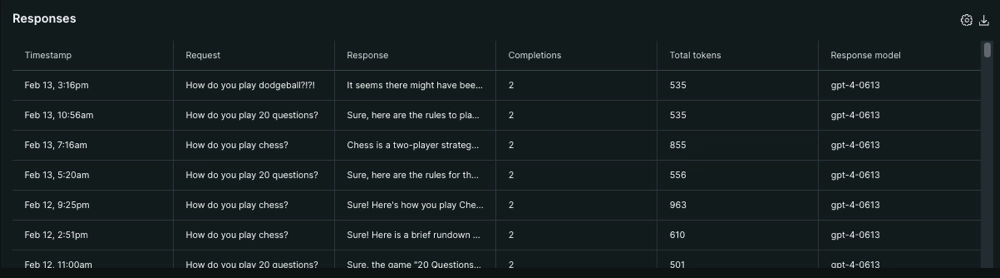 Responses
Timestamp Request Response Completions Total tokens Response model
Feb 13, 3:16pm How do you play dodgeball?!?! It seems there might have bee... 2 535 gpt-4-0613
Feb 13, 10:56am How do you play 20 questions? Sure, here are the rules to pla... 2 535 gpt-4-0613
Feb 13, 7:16am How do you play chess? Chess is a two-player strateg... 2 855 gpt-4-0613
Feb 13, 5:20am How do you play 20 questions? Sure, here are the rules for th... 2 556 gpt-4-0613
Feb 12, 9:25pm How do you play chess? Sure! Here's how you play Che... 2 963 gpt-4-0613
Feb 12, 2:51pm How do you play chess? Sure! Here is a brief rundown ... 2 610 gpt-4-0613
Feb 12, 11:00am How do you play 20 questions? Sure, the game "20 Questions... 2 501 gpt-4-0613